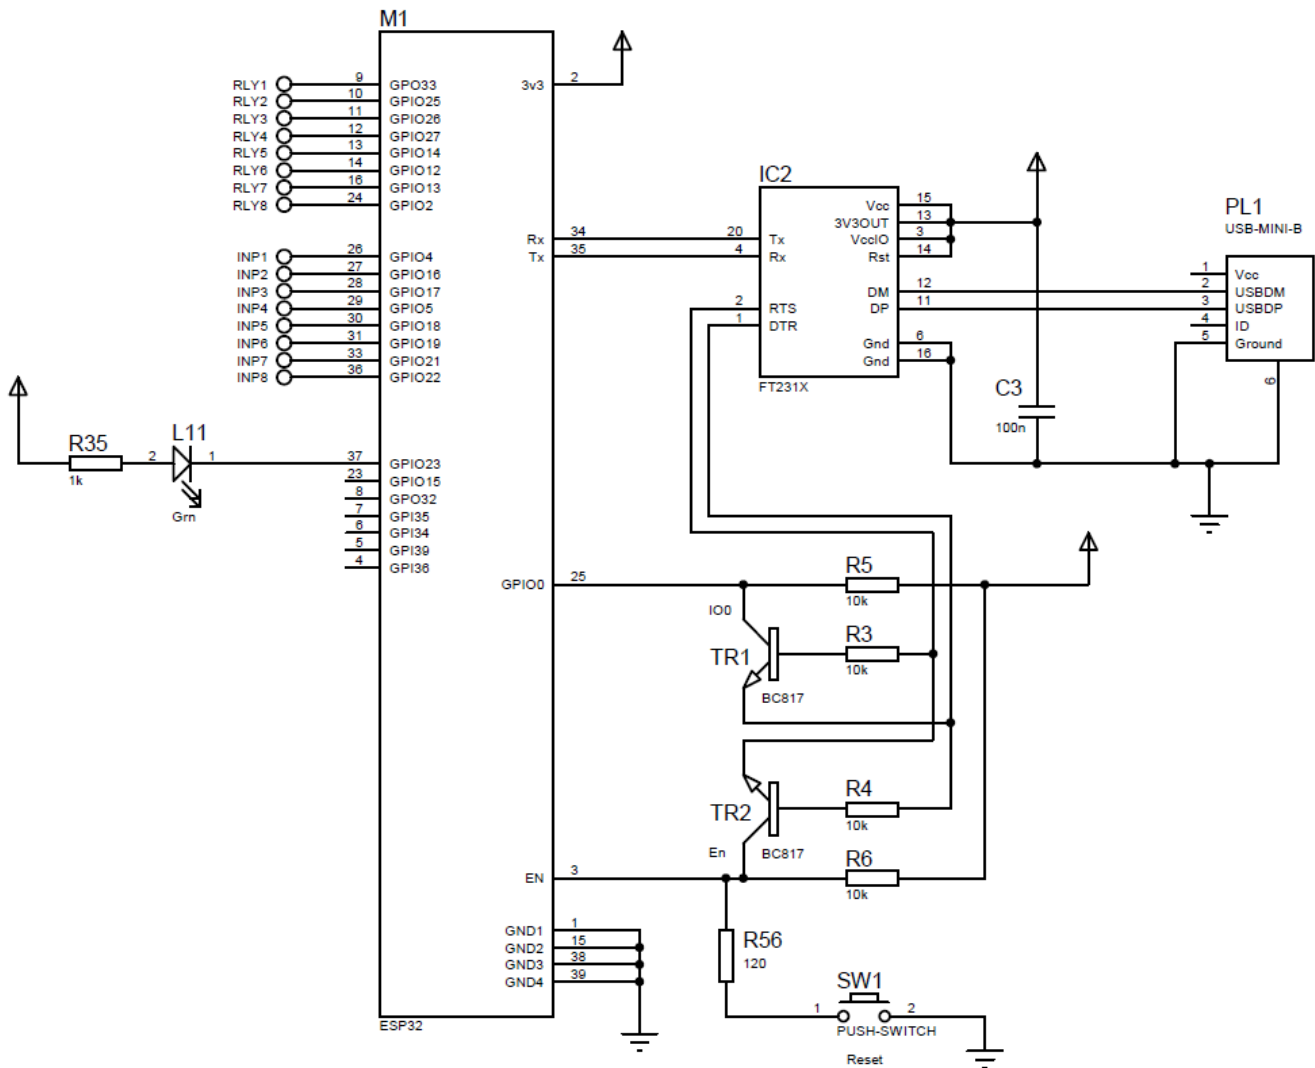 M1
RLY1 9 GPO33
RLY2 10 GPIO25
RLY3 11 GPIO26
RLY4 12 GPIO27
RLY5 13 GPIO14
RLY6 14 GPIO12
RLY7 16 GPIO13
RLY8 24 GPIO2
INP1 26 GPIO4
INP2 27 GPIO16
INP3 28 GPIO17
INP4 29 GPIO5
INP5 30 GPIO18
INP6 31 GPIO19
INP7 33 GPIO21
INP8 36 GPIO22
R35
1k
2 L11 1
Grn
37 GPIO23
23 GPIO15
8 GPO32
7 GPI35
6 GPI34
5 GPI39
4 GPI36
3v3 2
Rx 34
Tx 35
GPIO0 25
EN 3
GND1 1
GND2 15
GND3 38
GND4 39
ESP32
IC2
20 Tx
4 Rx
2 RTS
1 DTR
Vcc 15
3V3OUT 13
VccIO 3
Rst 14
DM 12
DP 11
Gnd 6
Gnd 16
FT231X
C3
100n
PL1
USB-MINI-B
1 Vcc
2 USBDM
3 USBDP
4 ID
5 Ground
6
R5
10k
IO0
R3
10k
TR1
BC817
R4
10k
TR2
BC817
En
R6
10k
R56
120
SW1
1 2
PUSH-SWITCH
Reset